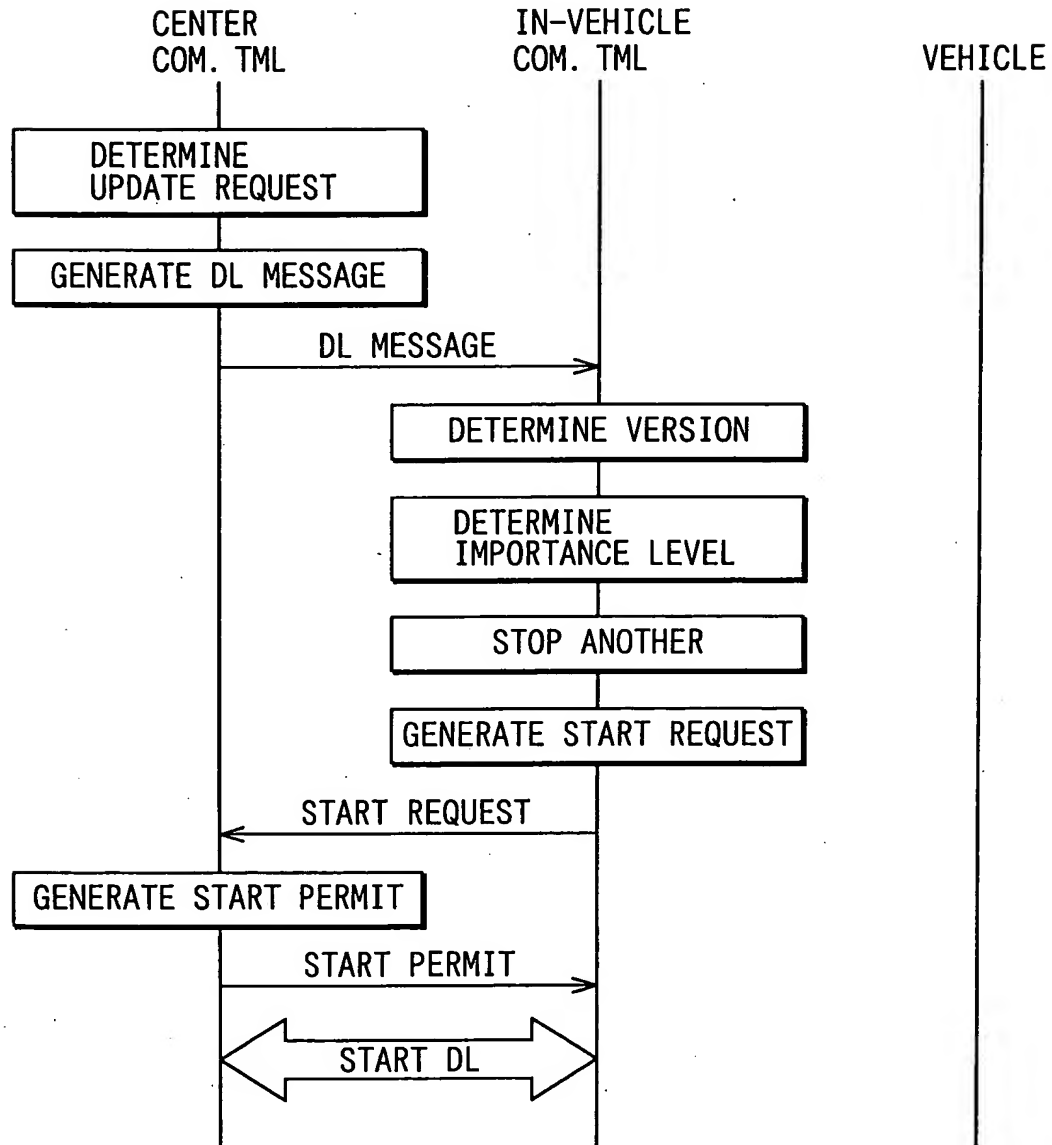 CENTER
COM. TML
IN-VEHICLE
COM. TML
VEHICLE
DETERMINE
UPDATE REQUEST
GENERATE DL MESSAGE
DL MESSAGE
DETERMINE VERSION
DETERMINE
IMPORTANCE LEVEL
STOP ANOTHER
GENERATE START REQUEST
START REQUEST
GENERATE START PERMIT
START PERMIT
START DL